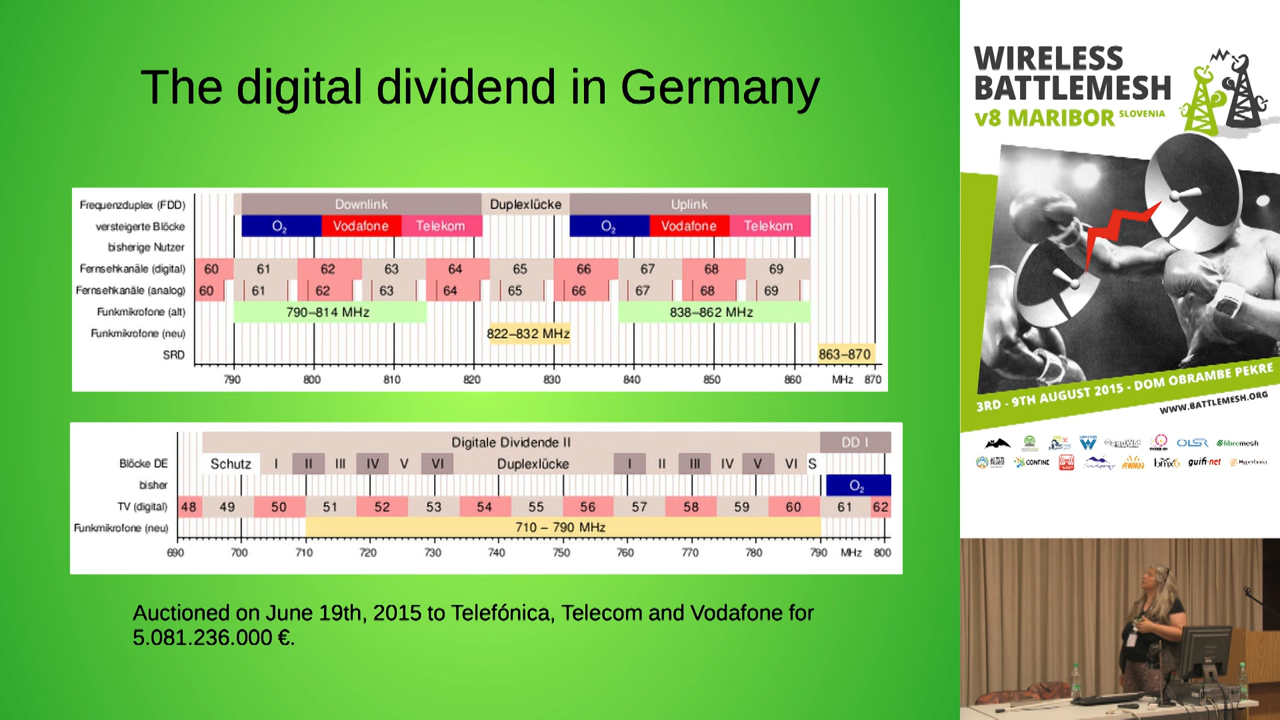 The digital dividend in Germany
Frequenzduplex (FDD) Downlink Duplexlücke Uplink
versteigerte Blöcke O₂ Vodafone Telekom O₂ Vodafone Telekom
bisherige Nutzer
Fernsehkanäle (digital) 60 61 62 63 64 65 66 67 68 69
Fernsehkanäle (analog) 60 61 62 63 64 65 66 67 68 69
Funkmikrofone (alt) 790–814 MHz 838–862 MHz
Funkmikrofone (neu) 822–832 MHz
SRD 863–870
790 800 810 820 830 840 850 860 MHz 870
Digitale Dividende II DD I
Blöcke DE Schutz I II III IV V VI Duplexlücke I II III IV V VI S
bisher O₂
TV (digital) 48 49 50 51 52 53 54 55 56 57 58 59 60 61 62
Funkmikrofone (neu) 710 – 790 MHz
690 700 710 720 730 740 750 760 770 780 790 MHz 800
Auctioned on June 19th, 2015 to Telefónica, Telecom and Vodafone for
5.081.236.000 €.
WIRELESS
BATTLEMESH
v8 MARIBOR SLOVENIA
3RD - 9TH AUGUST 2015 - DOM OBRAMBE PEKRE
WWW.BATTLEMESH.ORG
OLSR libremesh
CONFINE AWMN bmx6 guifi·net Hyperboria